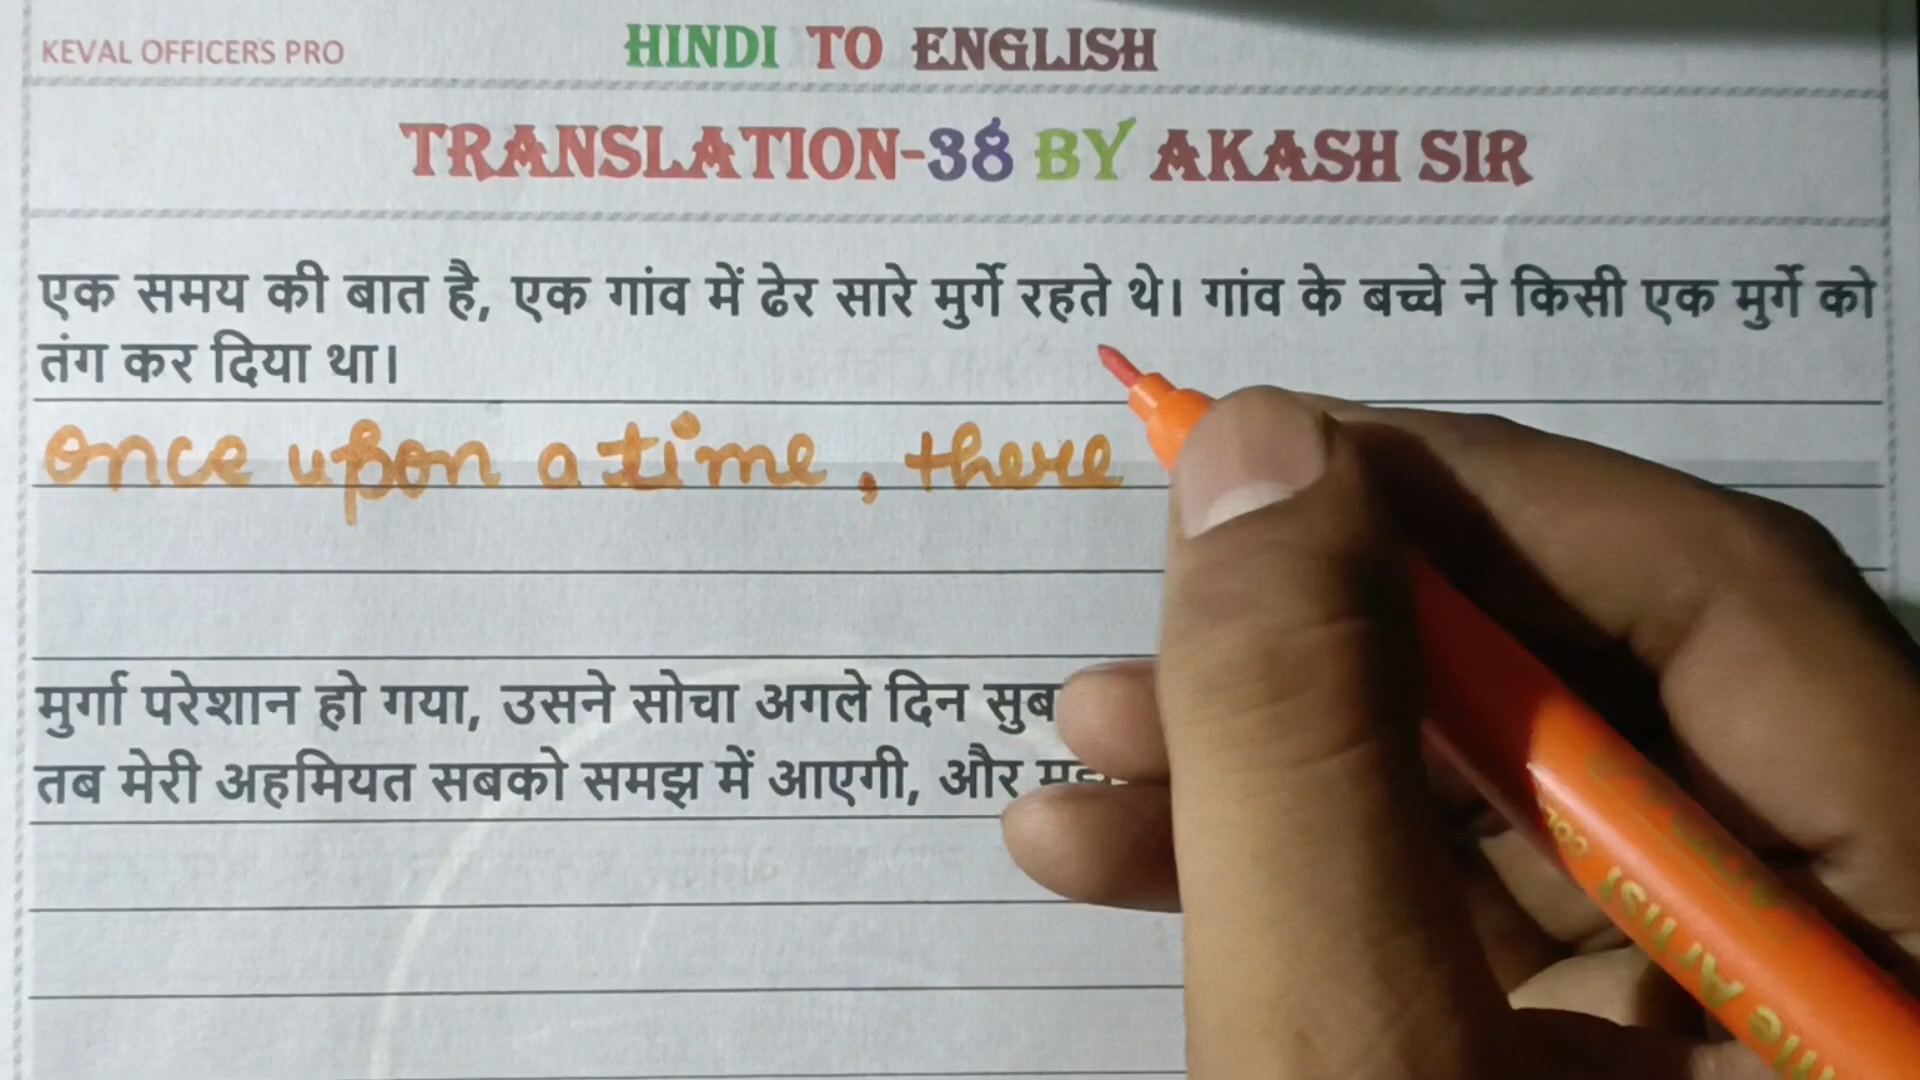 KEVAL OFFICERS PRO
HINDI TO ENGLISH
TRANSLATION-38 BY AKASH SIR
एक समय की बात है, एक गांव में ढेर सारे मुर्गे रहते थे। गांव के बच्चे ने किसी एक मुर्गे को
तंग कर दिया था।
once upon a time, there
मुर्गा परेशान हो गया, उसने सोचा अगले दिन सुब
तब मेरी अहमियत सबको समझ में आएगी, और